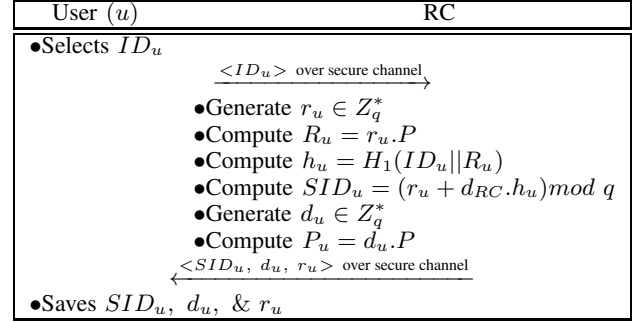 User (u) RC
•Selects ID_u
<ID_u> over secure channel
•Generate r_u ∈ Z_q^*
•Compute R_u = r_u.P
•Compute h_u = H_1(ID_u||R_u)
•Compute SID_u = (r_u + d_{RC}.h_u)mod q
•Generate d_u ∈ Z_q^*
•Compute P_u = d_u.P
<SID_u, d_u, r_u> over secure channel
•Saves SID_u, d_u, & r_u